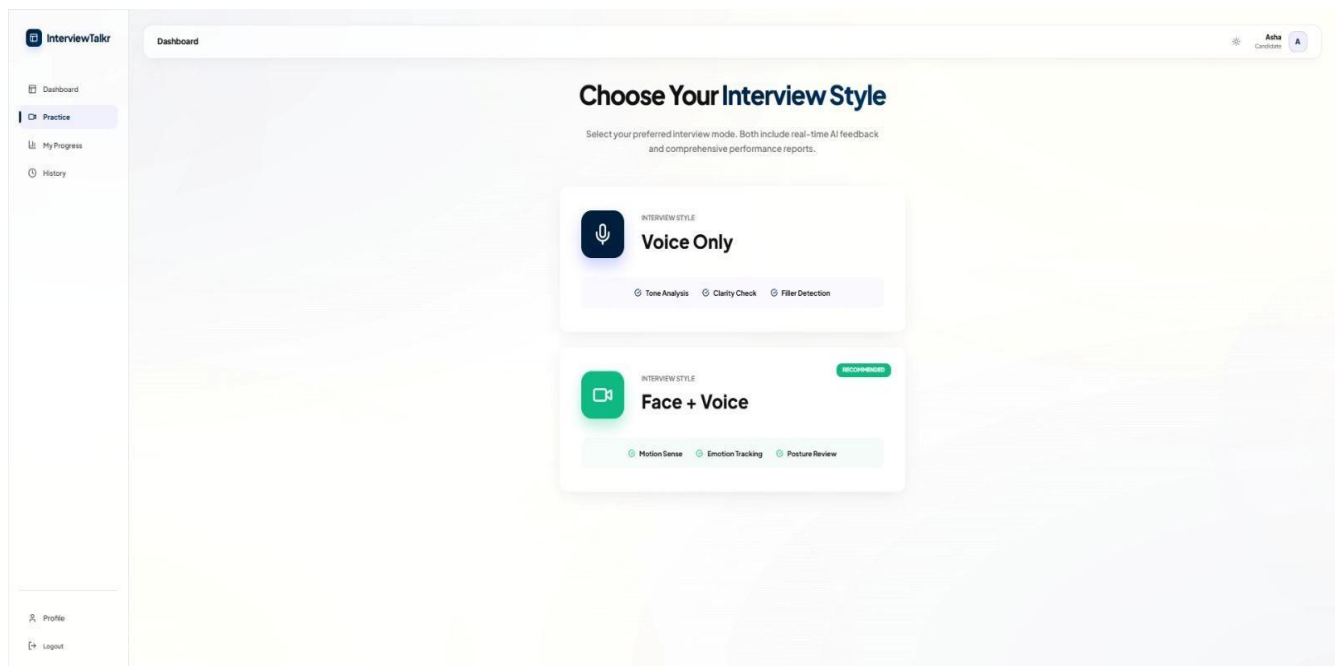 InterviewTalkr
Dashboard
Practice
My Progress
History
Profile
Logout
Dashboard
Asha
Candidate
A
Choose Your Interview Style
Select your preferred interview mode. Both include real-time AI feedback
and comprehensive performance reports.
INTERVIEW STYLE
Voice Only
Tone Analysis
Clarity Check
Filler Detection
RECOMMENDED
INTERVIEW STYLE
Face + Voice
Motion Sense
Emotion Tracking
Posture Review